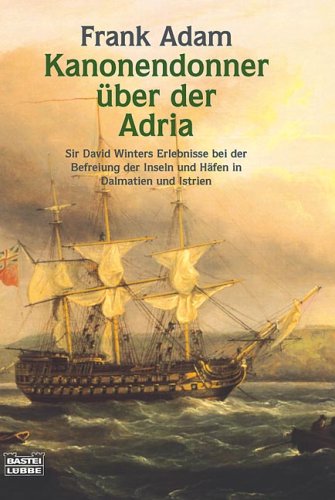 Frank Adam
Kanonendonner
über der
Adria
Sir David Winters Erlebnisse bei der
Befreiung der Inseln und Häfen in
Dalmatien und Istrien
BASTEI
LÜBBE